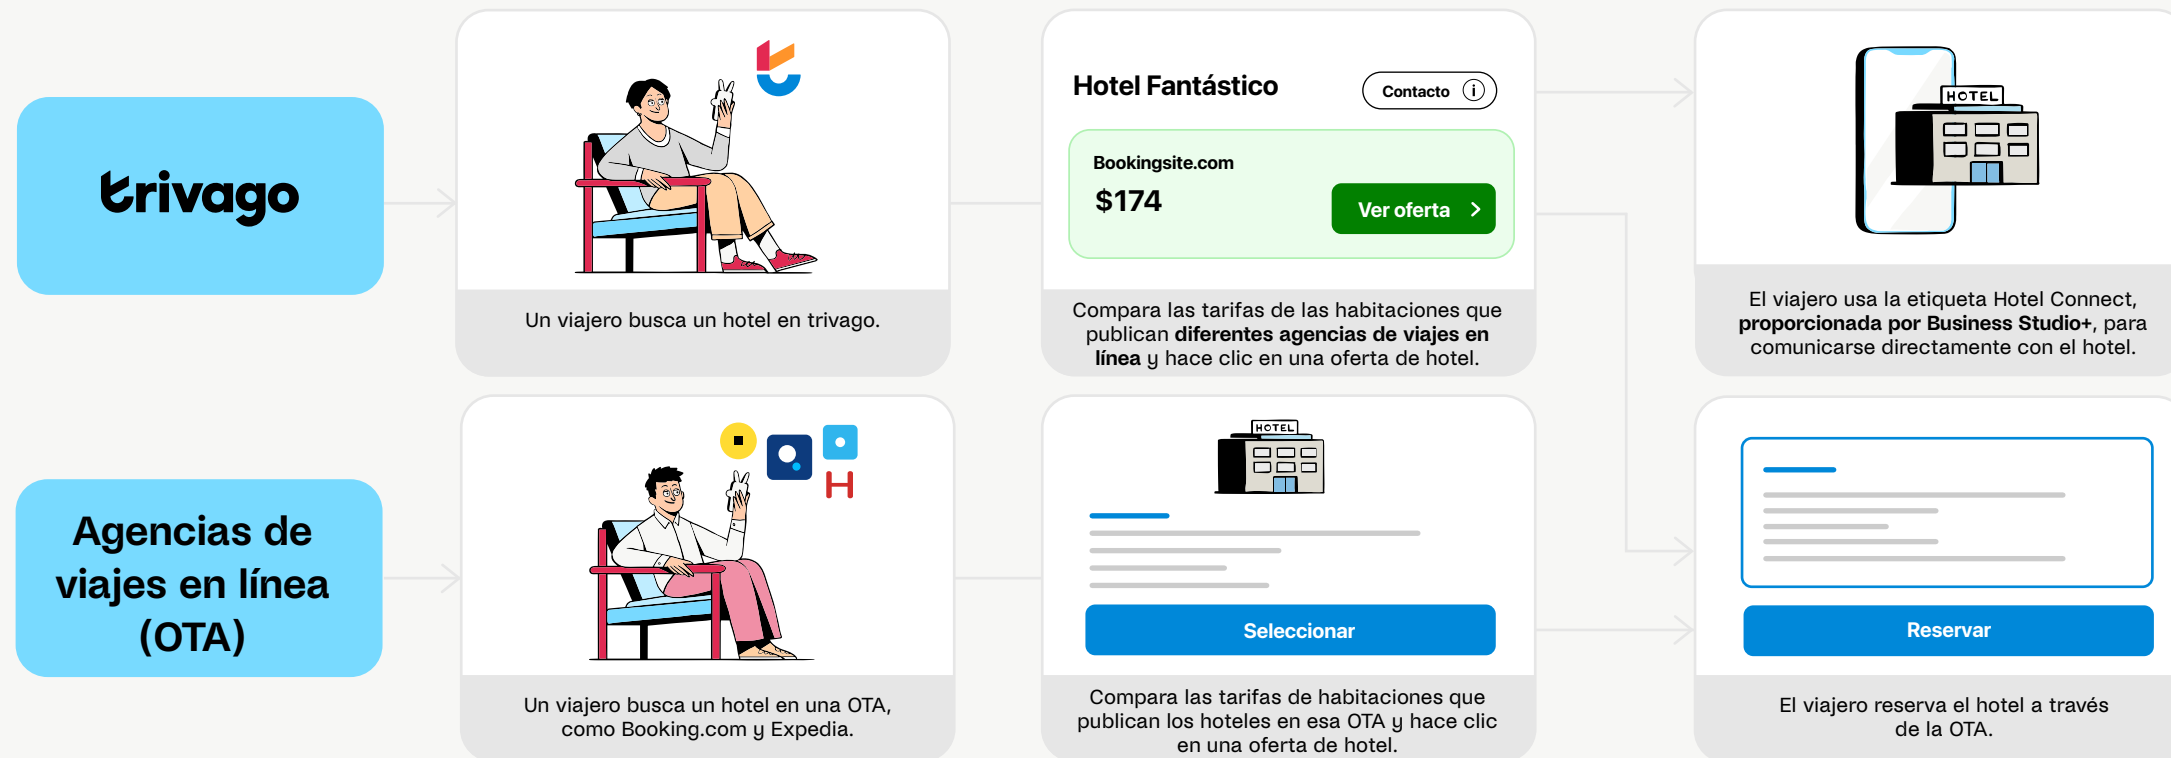 trivago
Un viajero busca un hotel en trivago.
Hotel Fantástico
Contacto i
Bookingsite.com
$174
Ver oferta
Compara las tarifas de las habitaciones que
publican diferentes agencias de viajes en
línea y hace clic en una oferta de hotel.
HOTEL
El viajero usa la etiqueta Hotel Connect,
proporcionada por Business Studio+, para
comunicarse directamente con el hotel.
Agencias de
viajes en línea
(OTA)
H
Un viajero busca un hotel en una OTA,
como Booking.com y Expedia.
HOTEL
Seleccionar
Compara las tarifas de habitaciones que
publican los hoteles en esa OTA y hace clic
en una oferta de hotel.
Reservar
El viajero reserva el hotel a través
de la OTA.